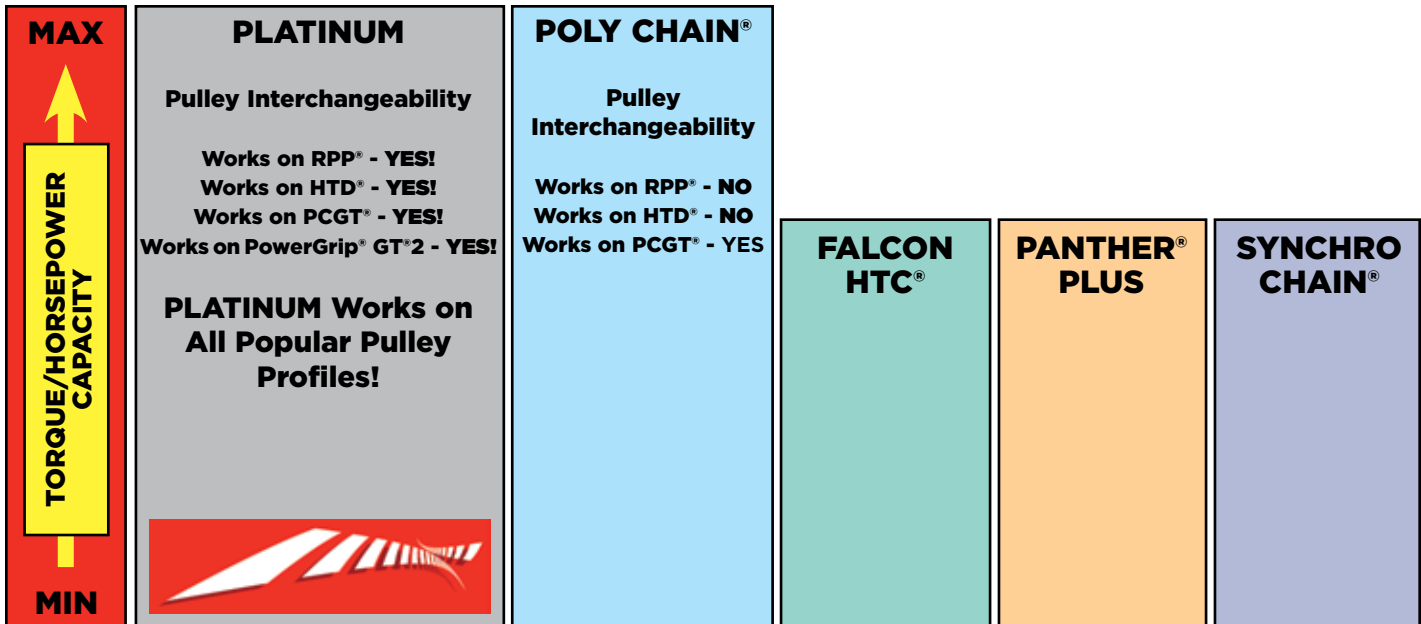 MAX
TORQUE/HORSEPOWER
CAPACITY
MIN
PLATINUM
Pulley Interchangeability
Works on RPP® - YES!
Works on HTD® - YES!
Works on PCGT® - YES!
Works on PowerGrip® GT®2 - YES!
PLATINUM Works on
All Popular Pulley
Profiles!
POLY CHAIN®
Pulley
Interchangeability
Works on RPP® - NO
Works on HTD® - NO
Works on PCGT® - YES
FALCON
HTC®
PANTHER®
PLUS
SYNCHRO
CHAIN®